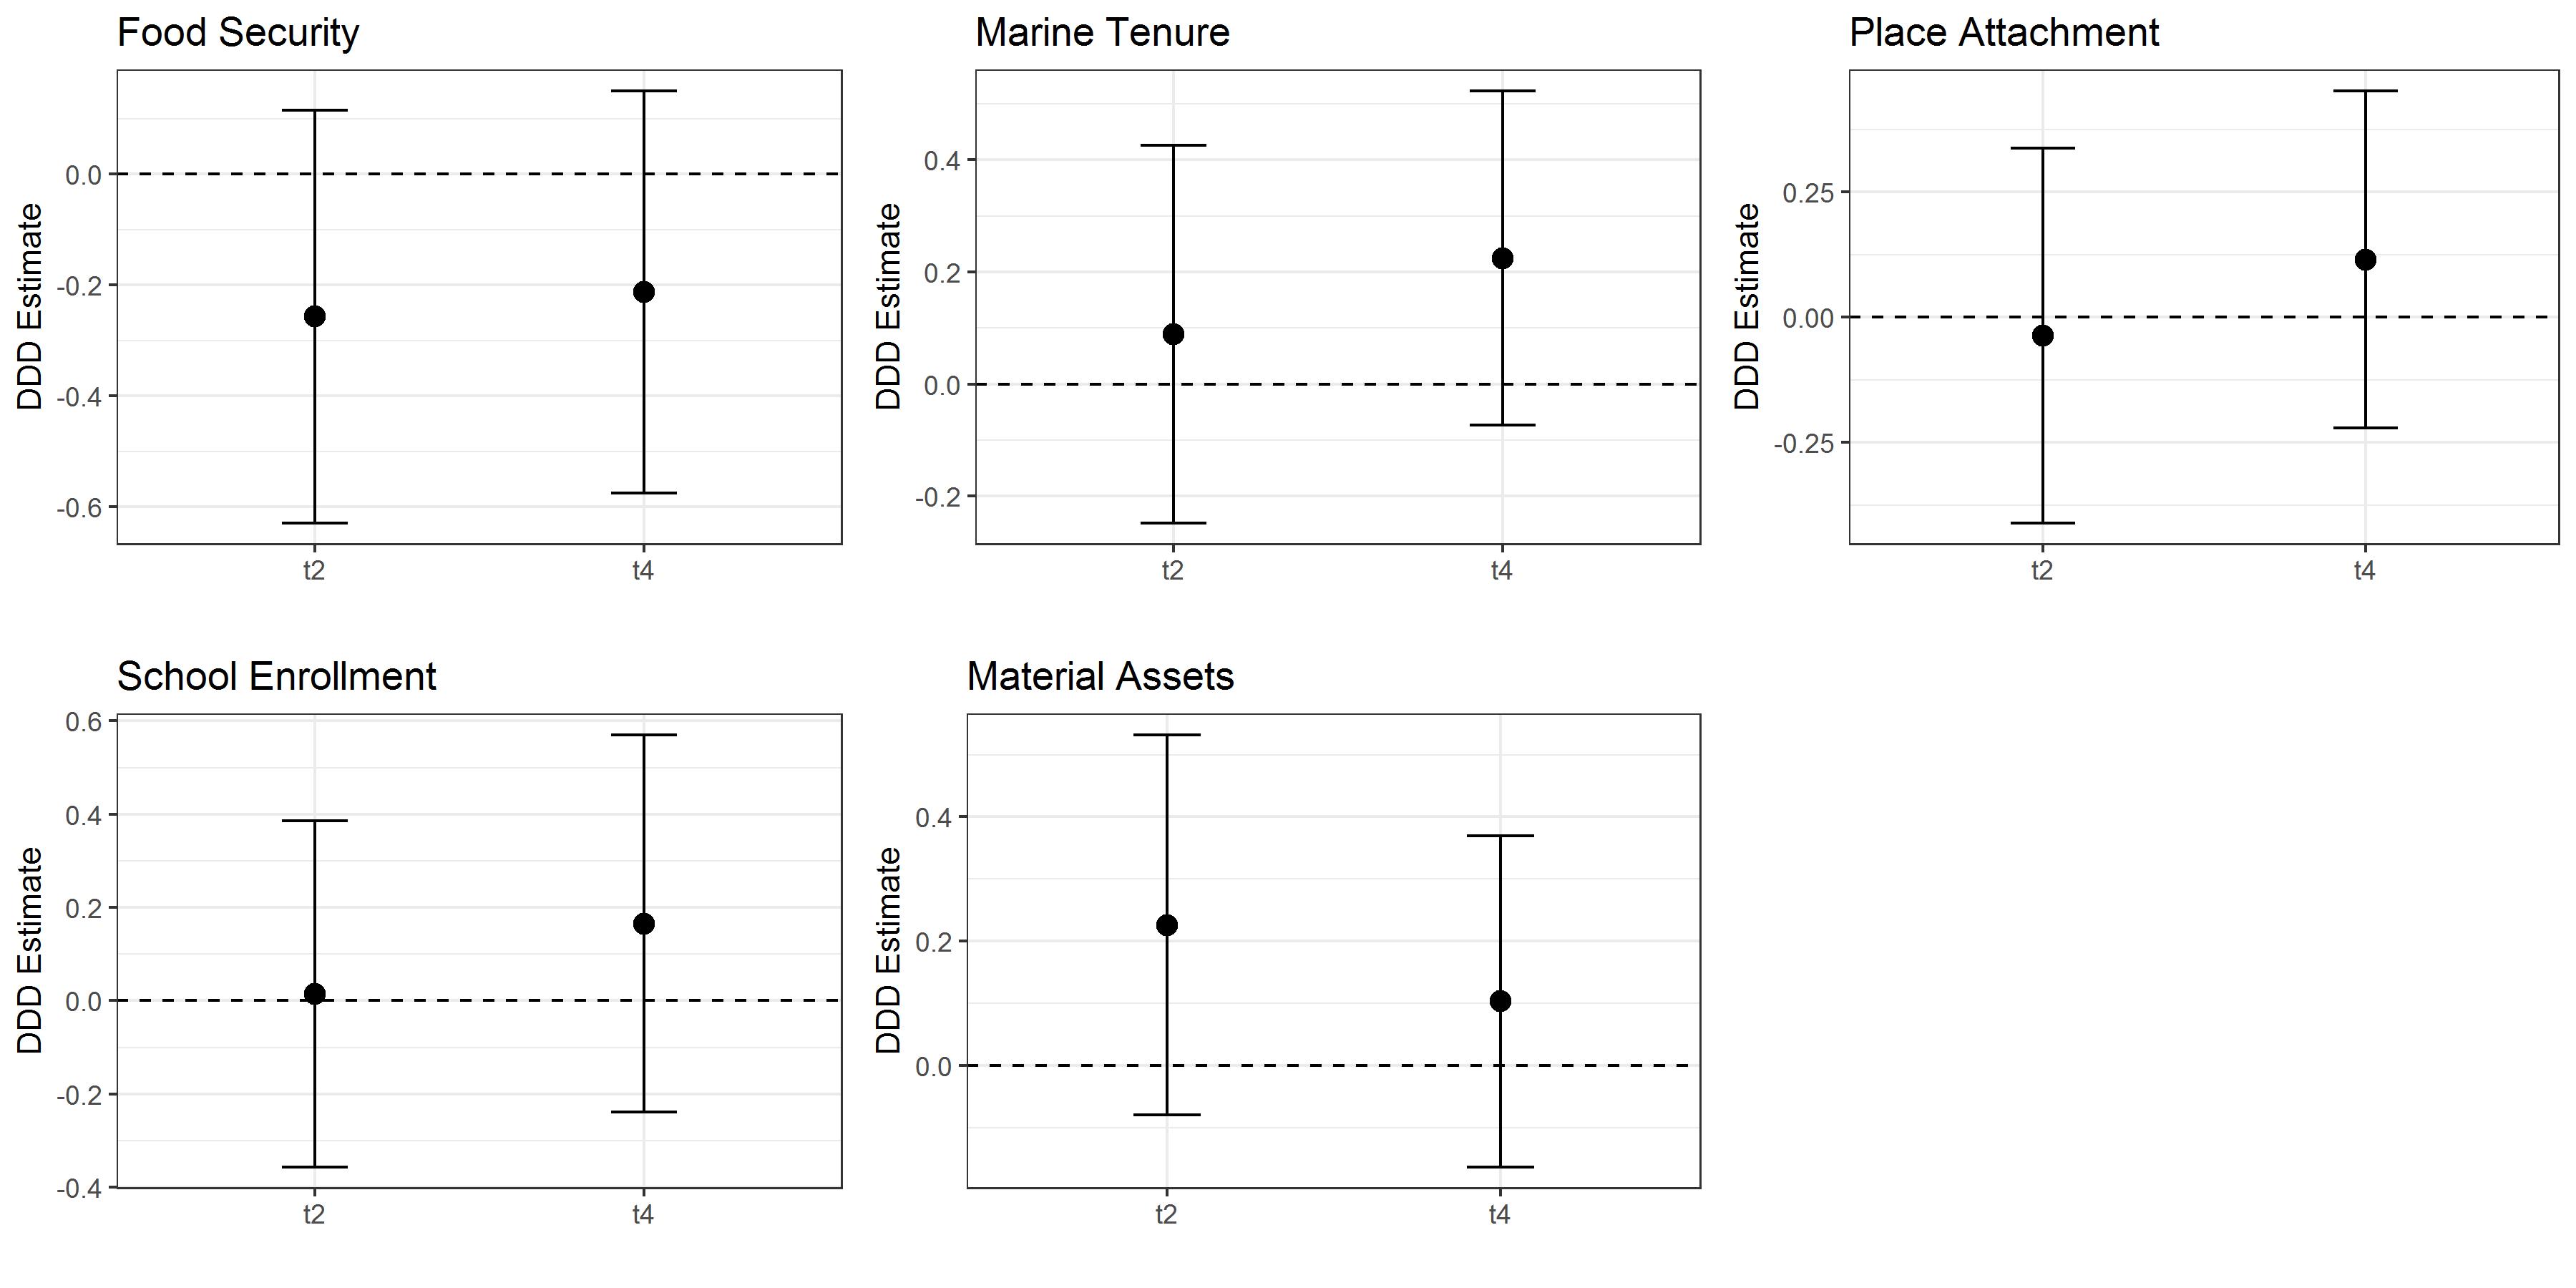 Food Security
DDD Estimate
0.0
-0.2
-0.4
-0.6
t2
t4
Marine Tenure
DDD Estimate
0.4
0.2
0.0
-0.2
t2
t4
Place Attachment
DDD Estimate
0.25
0.00
-0.25
t2
t4
School Enrollment
DDD Estimate
0.6
0.4
0.2
0.0
-0.2
-0.4
t2
t4
Material Assets
DDD Estimate
0.4
0.2
0.0
t2
t4